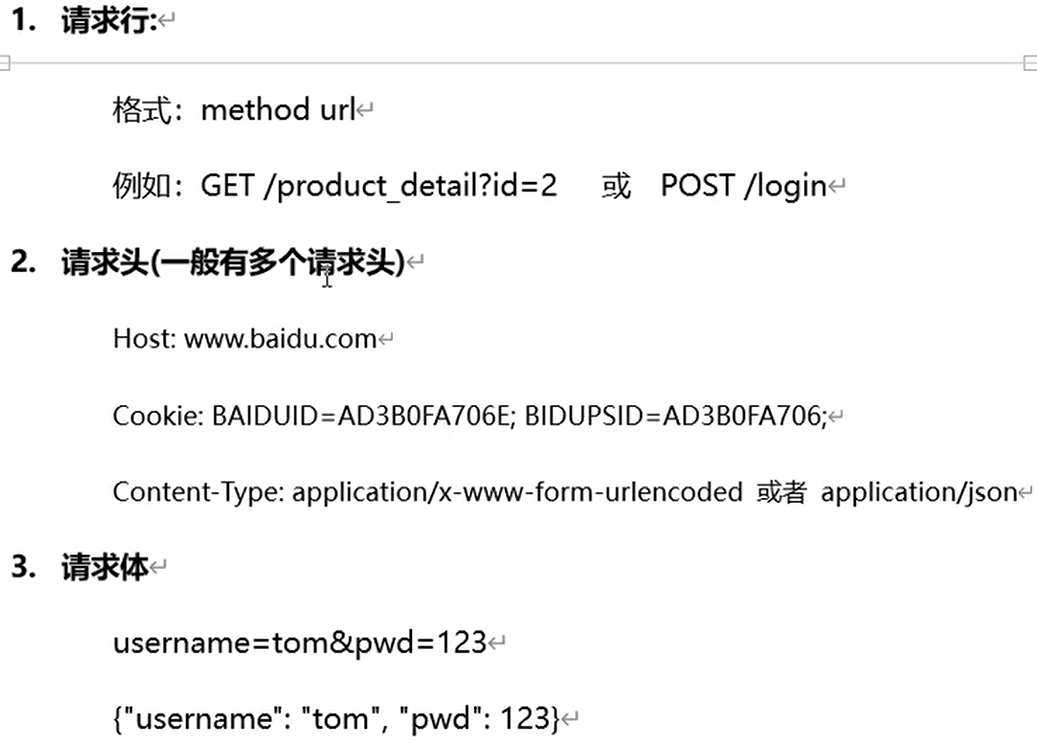 1. 请求行:
格式：method url
例如：GET /product_detail?id=2 或 POST /login
2. 请求头(一般有多个请求头)
Host: www.baidu.com
Cookie: BAIDUID=AD3B0FA706E; BIDUPSID=AD3B0FA706;
Content-Type: application/x-www-form-urlencoded 或者 application/json
3. 请求体
username=tom&pwd=123
{"username": "tom", "pwd": 123}